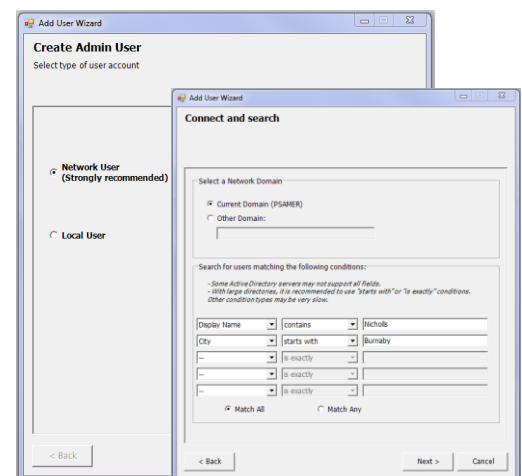 Add User Wizard
Create Admin User
Select type of user account
Network User
(Strongly recommended)
Local User
< Back
Add User Wizard
Connect and search
Select a Network Domain
Current Domain (PSAMER)
Other Domain:
Search for users matching the following conditions:
- Some Active Directory servers may not support all fields.
- With large directories, it is recommended to use "starts with" or "is exactly" conditions.
Other condition types may be very slow.
Display Name contains Nicholls
City starts with Burnaby
-- is exactly
-- is exactly
-- is exactly
Match All Match Any
< Back Next > Cancel